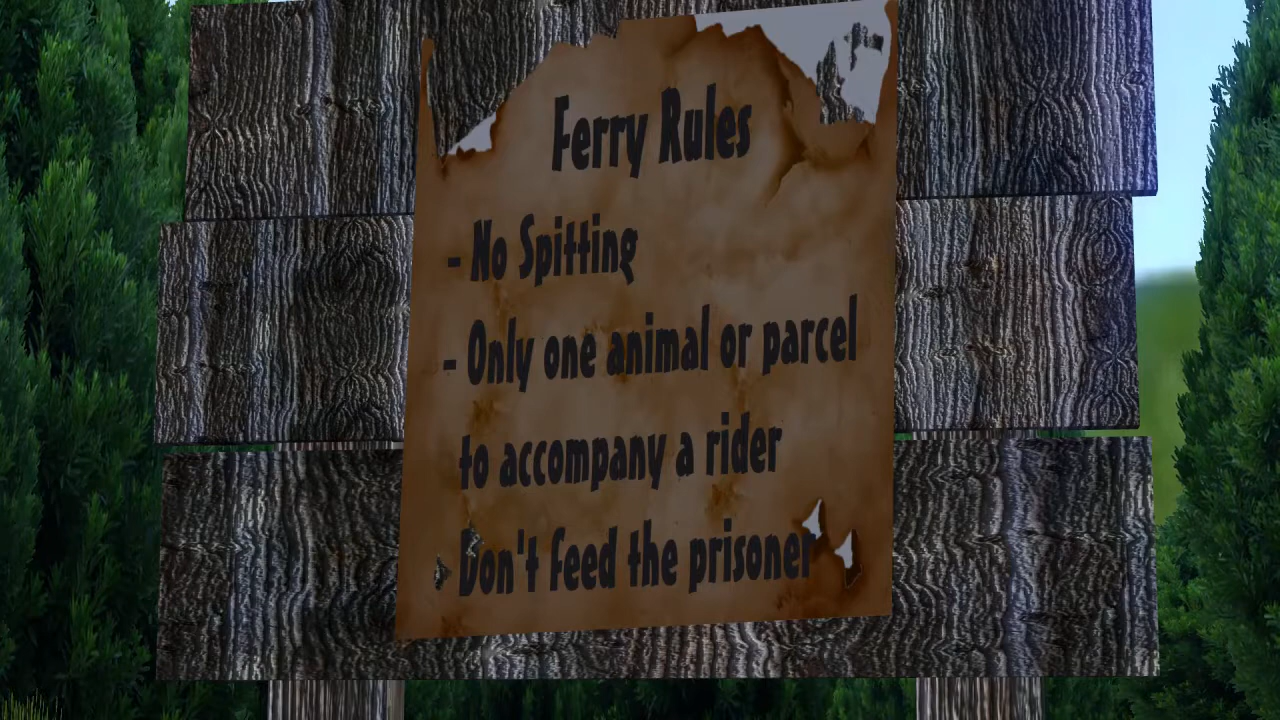 Ferry Rules
- No Spitting
- Only one animal or parcel
to accompany a rider
- Don't feed the prisoner